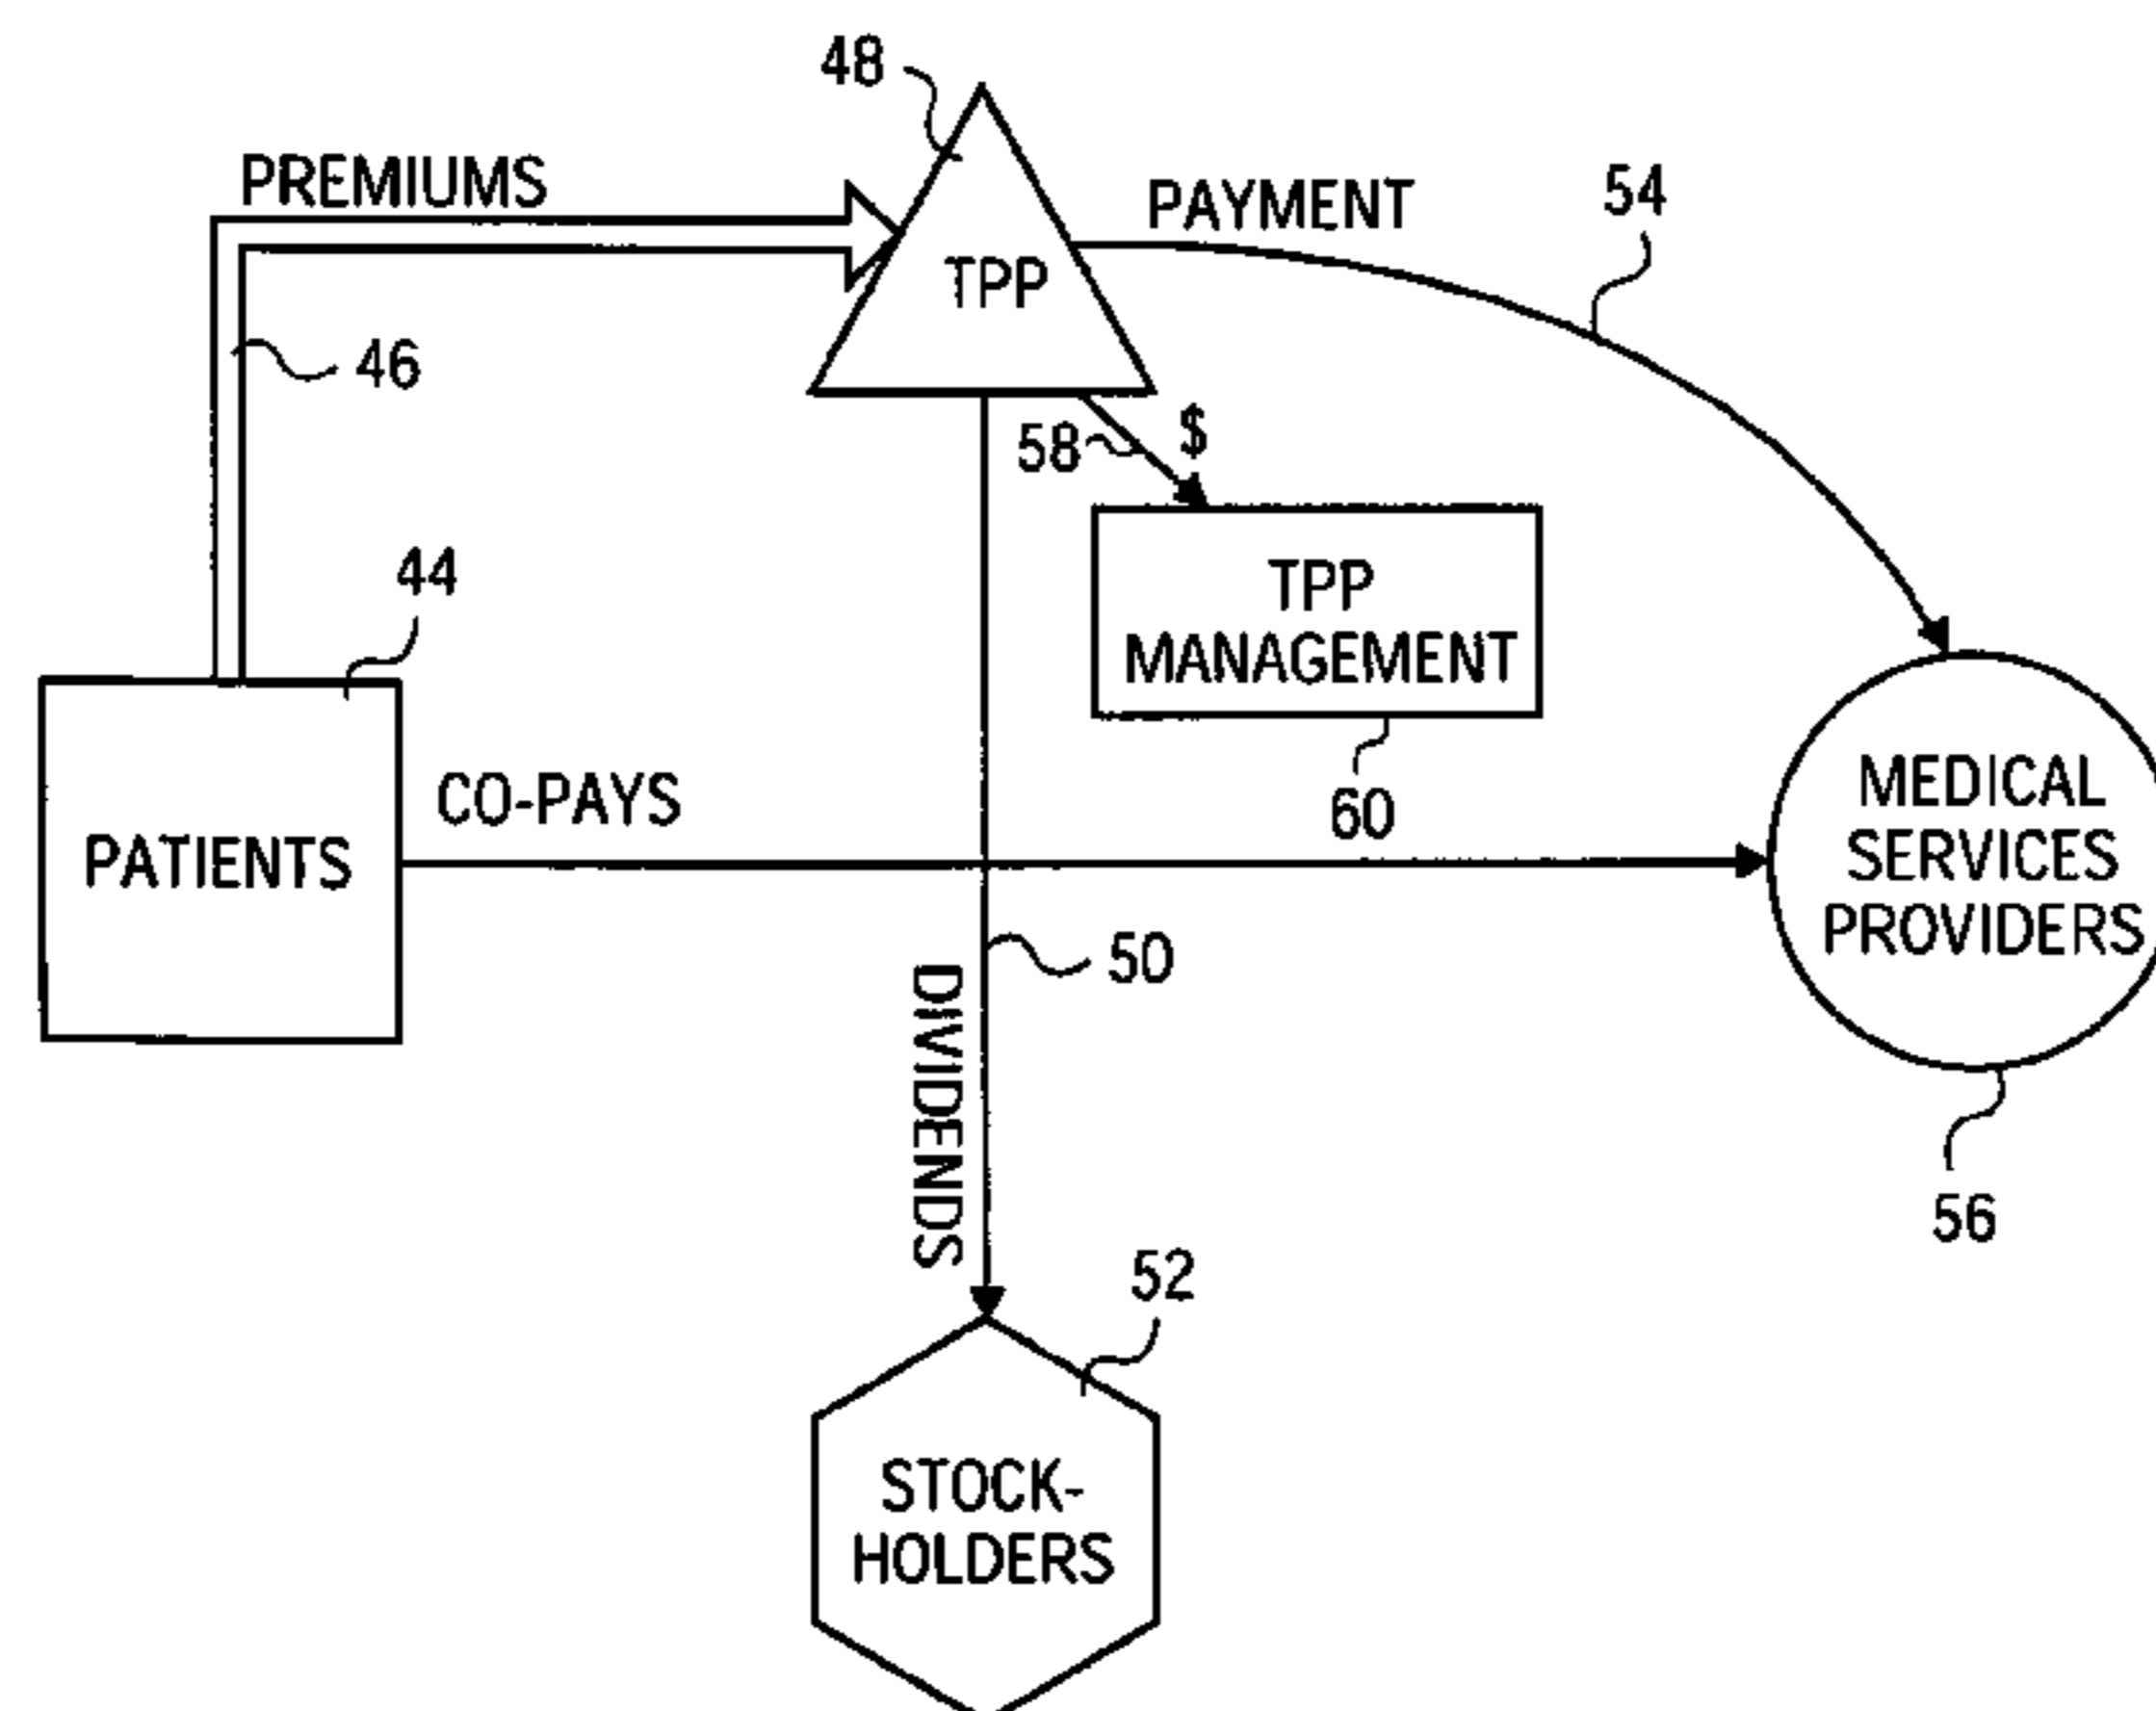 48
PREMIUMS
PAYMENT
54
TPP
46
58
$
44
TPP
MANAGEMENT
60
CO-PAYS
PATIENTS
MEDICAL
SERVICES
PROVIDERS
50
DIVIDENDS
56
52
STOCK-
HOLDERS